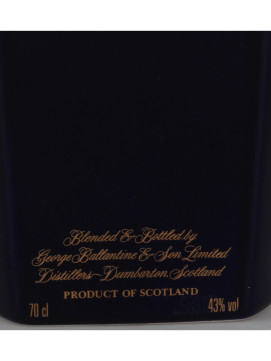 Blended & Bottled by
George Ballantine & Son Limited
Distillers~Dumbarton, Scotland
PRODUCT OF SCOTLAND
70 cl 43% vol